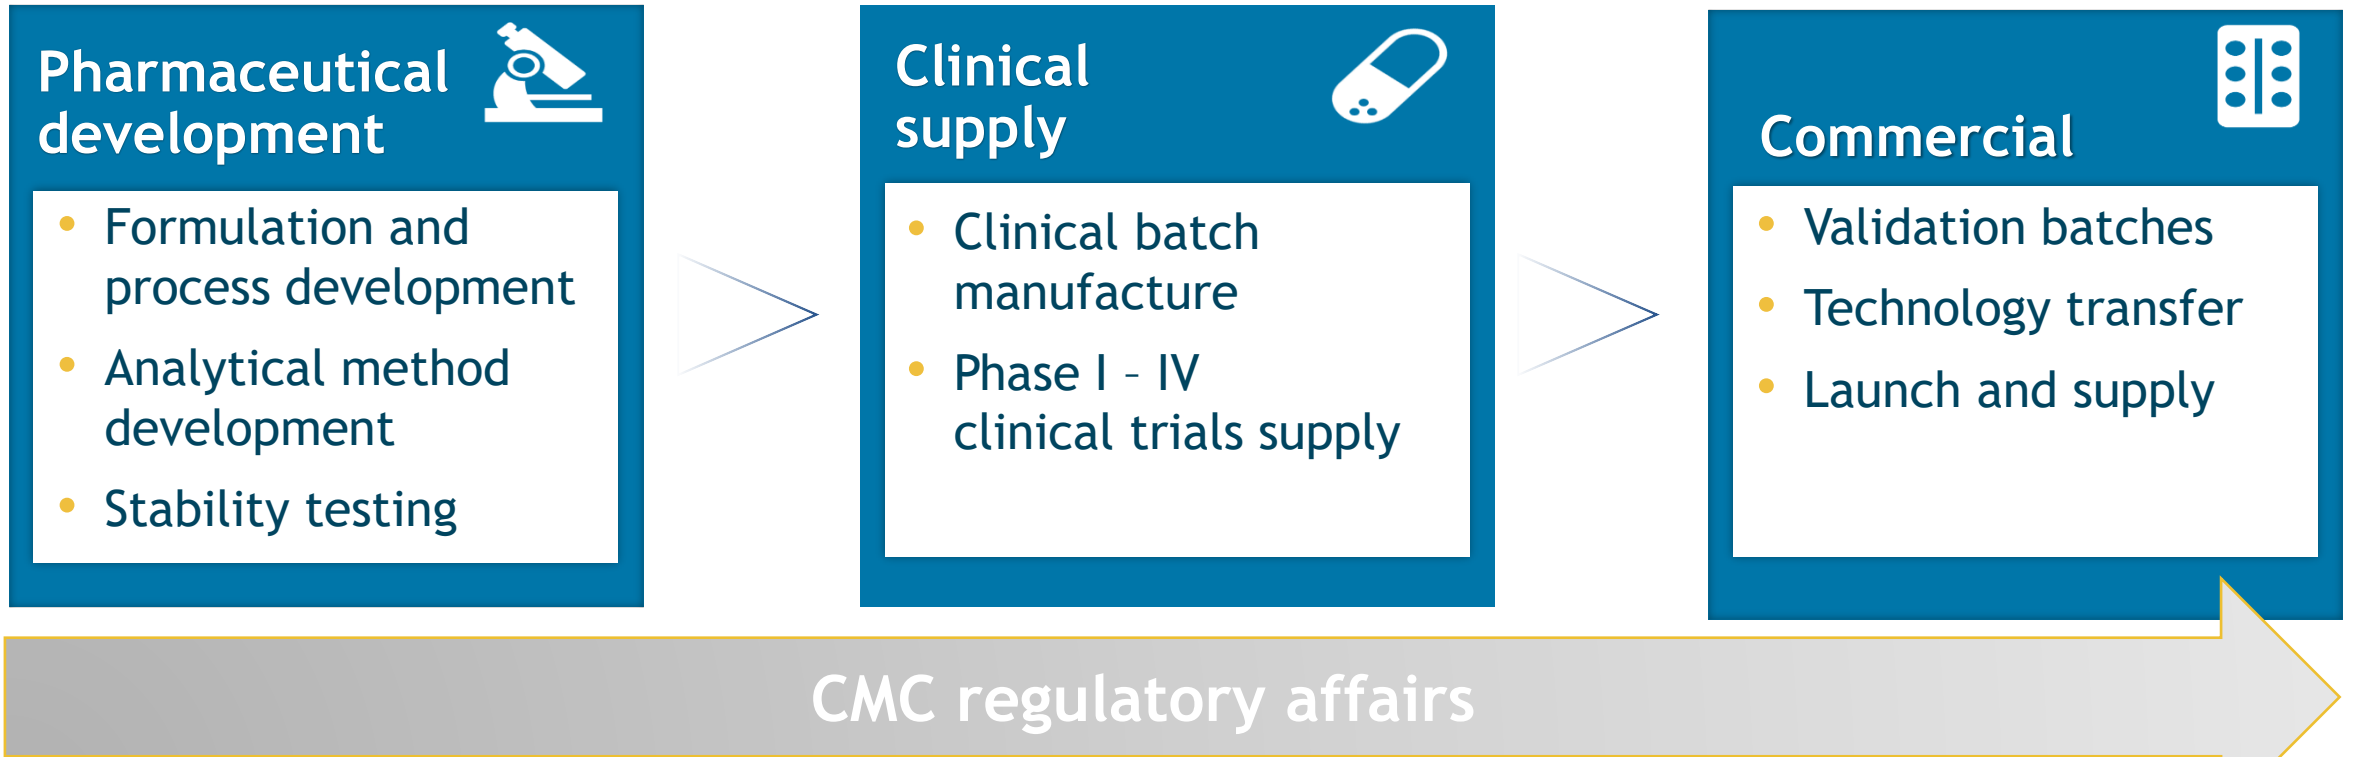 Pharmaceutical
development
• Formulation and
process development
• Analytical method
development
• Stability testing
Clinical
supply
• Clinical batch
manufacture
• Phase I – IV
clinical trials supply
Commercial
• Validation batches
• Technology transfer
• Launch and supply
CMC regulatory affairs